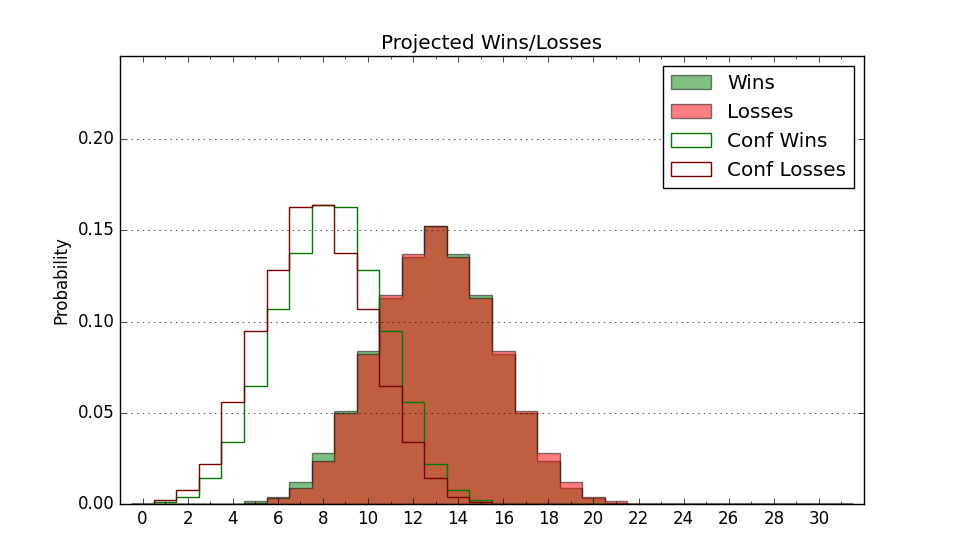 Projected Wins/Losses
Wins
Losses
Conf Wins
Conf Losses
Probability
0.20
0.15
0.10
0.05
0.00
0 2 4 6 8 10 12 14 16 18 20 22 24 26 28 30